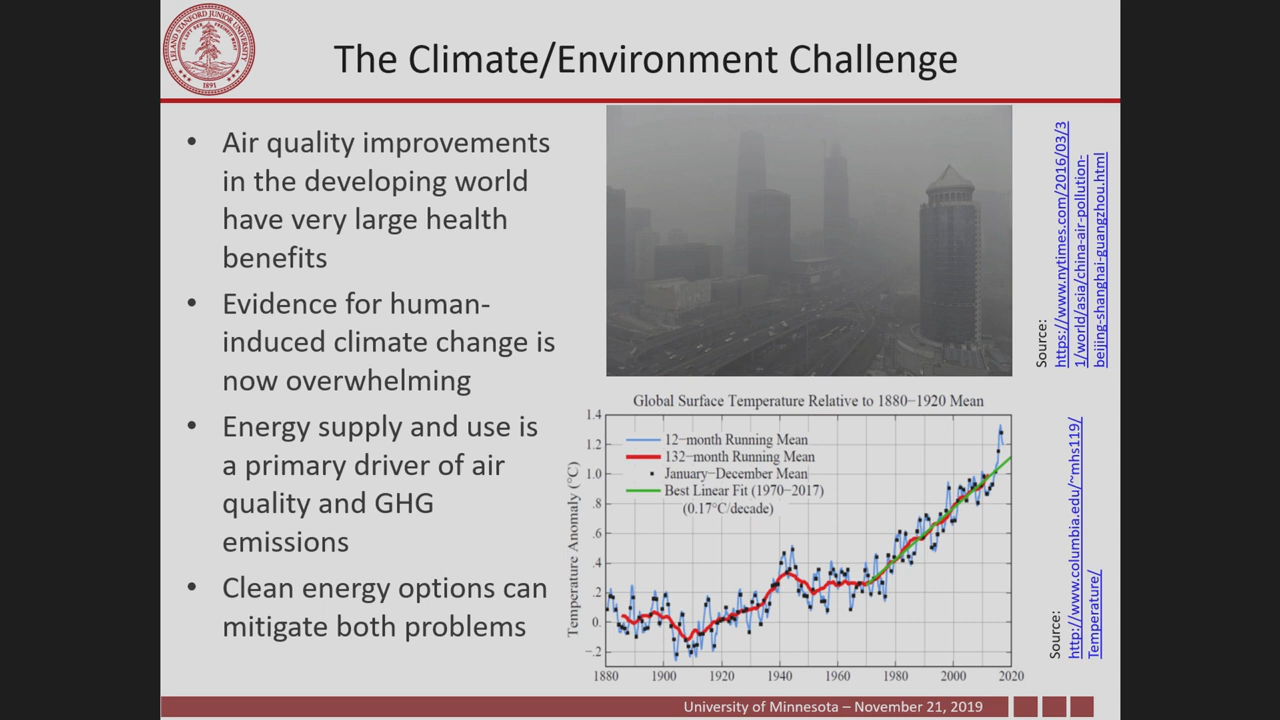 LELAND STANFORD JUNIOR UNIVERSITY
1891
The Climate/Environment Challenge
• Air quality improvements
in the developing world
have very large health
benefits
• Evidence for human-
induced climate change is
now overwhelming
• Energy supply and use is
a primary driver of air
quality and GHG
emissions
• Clean energy options can
mitigate both problems
Source:
https://www.nytimes.com/2016/03/3
1/world/asia/china-air-pollution-
beijing-shanghai-guangzhou.html
Global Surface Temperature Relative to 1880−1920 Mean
Temperature Anomaly (°C)
1.4
1.2
1.0
.8
.6
.4
.2
0.
−.2
12−month Running Mean
132−month Running Mean
January−December Mean
Best Linear Fit (1970−2017)
(0.17°C/decade)
1880 1900 1920 1940 1960 1980 2000 2020
Source:
http://www.columbia.edu/~mhs119/
Temperature/
University of Minnesota – November 21, 2019